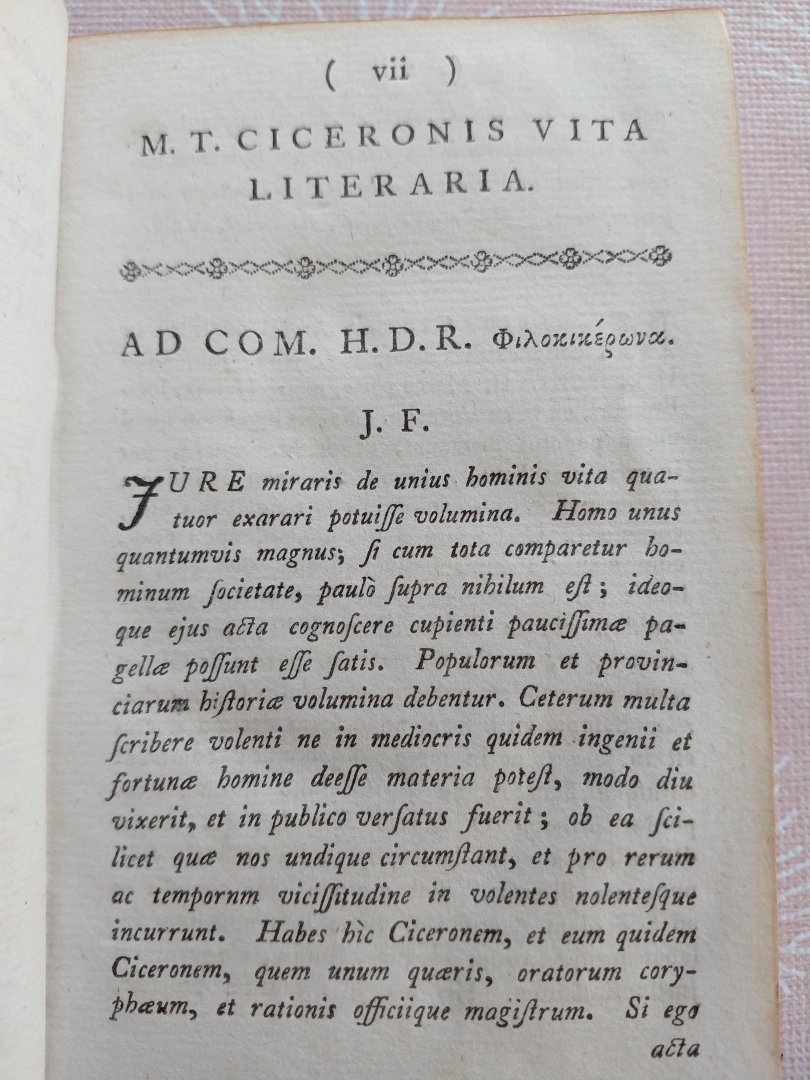 ( vii )
M. T. CICERONIS VITA
LITERARIA.
AD COM. H. D. R. Φιλοκικέρωνα.
J. F.
JURE miraris de unius hominis vita qua-
tuor exarari potuiſſe volumina. Homo unus
quantumvis magnus; ſi cum tota comparetur ho-
minum ſocietate, paulò ſupra nihilum eſt; ideo-
que ejus acta cognoſcere cupienti pauciſſimæ pa-
gellæ poſſunt eſſe ſatis. Populorum et provin-
ciarum hiſtoriæ volumina debentur. Ceterum multa
ſcribere volenti ne in mediocris quidem ingenii et
fortunæ homine deeſſe materia poteſt, modo diu
vixerit, et in publico verſatus fuerit; ob ea ſci-
licet quæ nos undique circumſtant, et pro rerum
ac tempornm viciſſitudine in volentes nolenteſque
incurrunt. Habes hìc Ciceronem, et eum quidem
Ciceronem, quem unum quæris, oratorum cory-
phæum, et rationis officiique magiſtrum. Si ego
acta